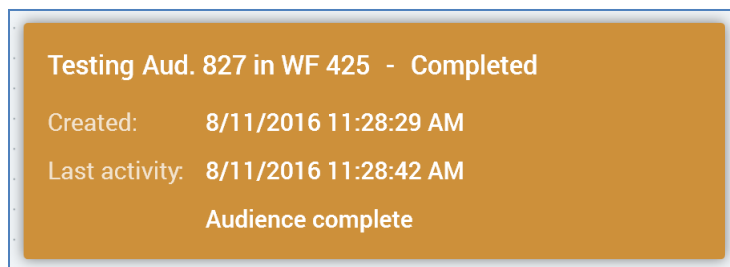 Testing Aud. 827 in WF 425 - Completed
Created: 8/11/2016 11:28:29 AM
Last activity: 8/11/2016 11:28:42 AM
Audience complete